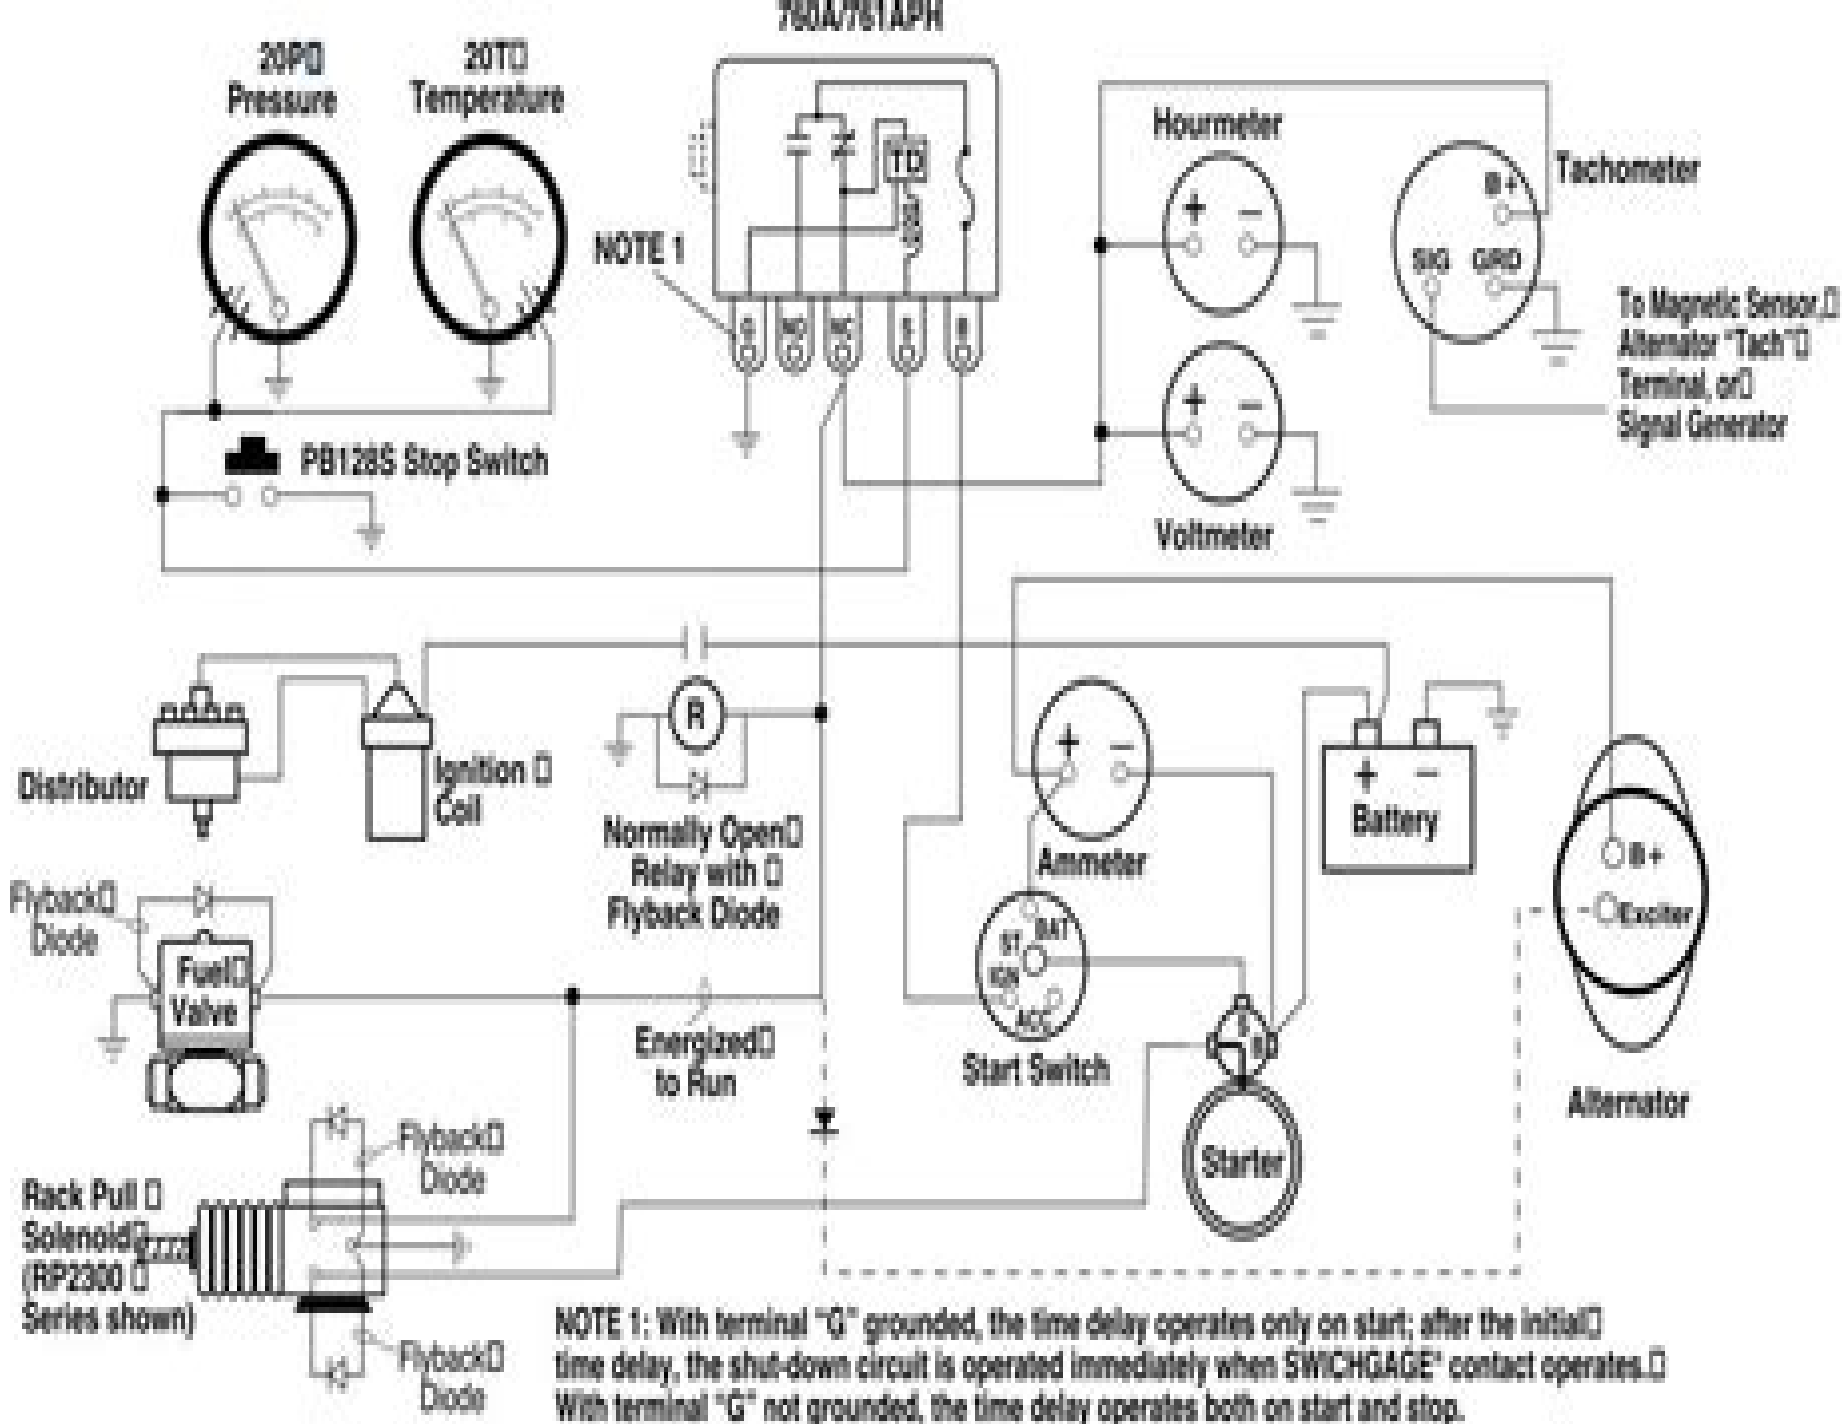 760A/761APH
20P
Pressure
20T
Temperature
NOTE 1
TD
G
NO
NC
S
B
Hourmeter
+ −
Tachometer
B+
SIG GRD
To Magnetic Sensor,
Alternator "Tach"
Terminal, or
Signal Generator
+ −
Voltmeter
PB128S Stop Switch
Distributor
Ignition
Coil
R
Normally Open
Relay with
Flyback Diode
+ −
Ammeter
+ −
Battery
B+
Exciter
Alternator
Flyback
Diode
Fuel
Valve
Energized
to Run
BAT
ST
IGN
ACC
Start Switch
S
B
Starter
Flyback
Diode
Rack Pull
Solenoid
(RP2300
Series shown)
Flyback
Diode
NOTE 1: With terminal "G" grounded, the time delay operates only on start; after the initial
time delay, the shut-down circuit is operated immediately when SWICHGAGE® contact operates.
With terminal "G" not grounded, the time delay operates both on start and stop.